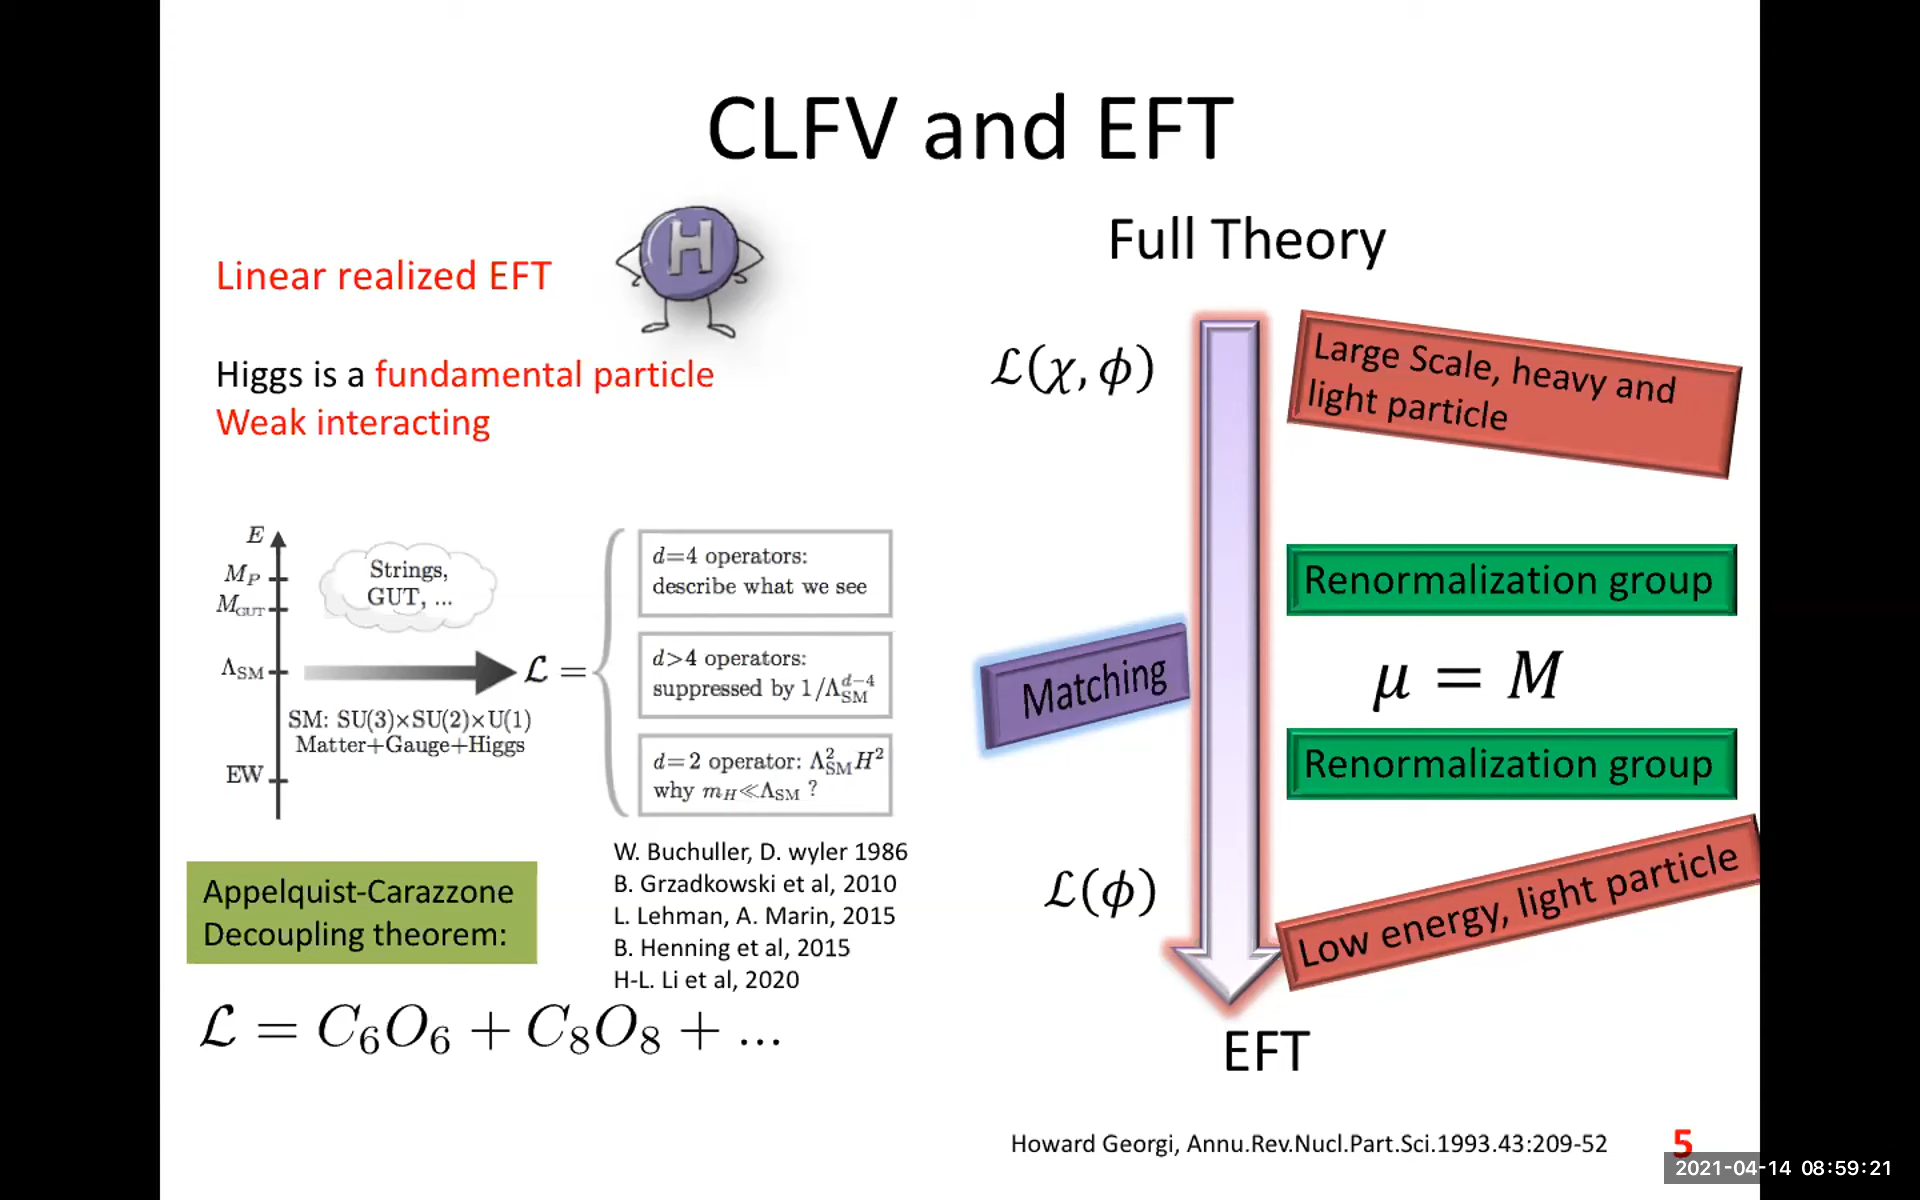 CLFV and EFT
Linear realized EFT
H
Higgs is a fundamental particle
Weak interacting
E
M_P
M_GUT
Λ_SM
EW
Strings,
GUT, ...
SM: SU(3)×SU(2)×U(1)
Matter+Gauge+Higgs
ℒ =
d=4 operators:
describe what we see
d>4 operators:
suppressed by 1/Λ_SM^{d−4}
d=2 operator: Λ_SM^2 H^2
why m_H≪Λ_SM ?
W. Buchuller, D. wyler 1986
B. Grzadkowski et al, 2010
L. Lehman, A. Marin, 2015
B. Henning et al, 2015
H-L. Li et al, 2020
Appelquist-Carazzone
Decoupling theorem:
ℒ = C_6O_6 + C_8O_8 + ...
Full Theory
ℒ(χ, ϕ)
Large Scale, heavy and
light particle
Renormalization group
Matching
μ = M
Renormalization group
ℒ(ϕ)
Low energy, light particle
EFT
Howard Georgi, Annu.Rev.Nucl.Part.Sci.1993.43:209-52
5
2021-04-14 08:59:21